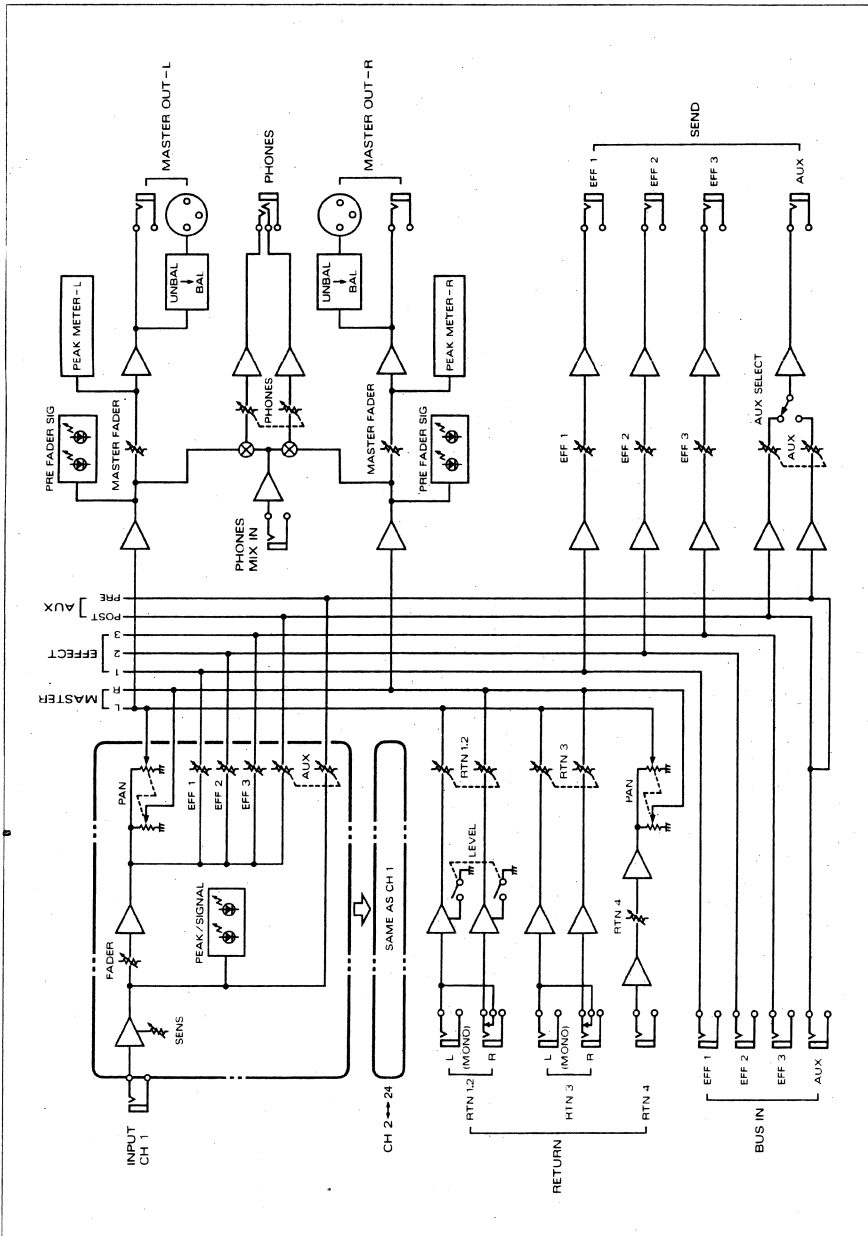 MASTER OUT-L
PHONES
MASTER OUT-R
SEND
EFF 1
EFF 2
EFF 3
AUX
UNBAL
BAL
UNBAL
BAL
PEAK METER-L
PEAK METER-R
PRE FADER SIG
MASTER FADER
PHONES
MASTER FADER
PRE FADER SIG
PHONES
MIX IN
EFF 1
EFF 2
EFF 3
AUX SELECT
AUX
AUX
PRE
POST
EFFECT
3
2
1
MASTER
R
L
PAN
EFF 1
EFF 2
EFF 3
AUX
PEAK/SIGNAL
FADER
SENS
INPUT
CH 1
SAME AS CH 1
CH 2↔24
RTN 1.2
LEVEL
RTN 3
PAN
RTN 4
L
(MONO)
R
RTN 1.2
L
(MONO)
R
RTN 3
RTN 4
RETURN
EFF 1
EFF 2
EFF 3
AUX
BUS IN